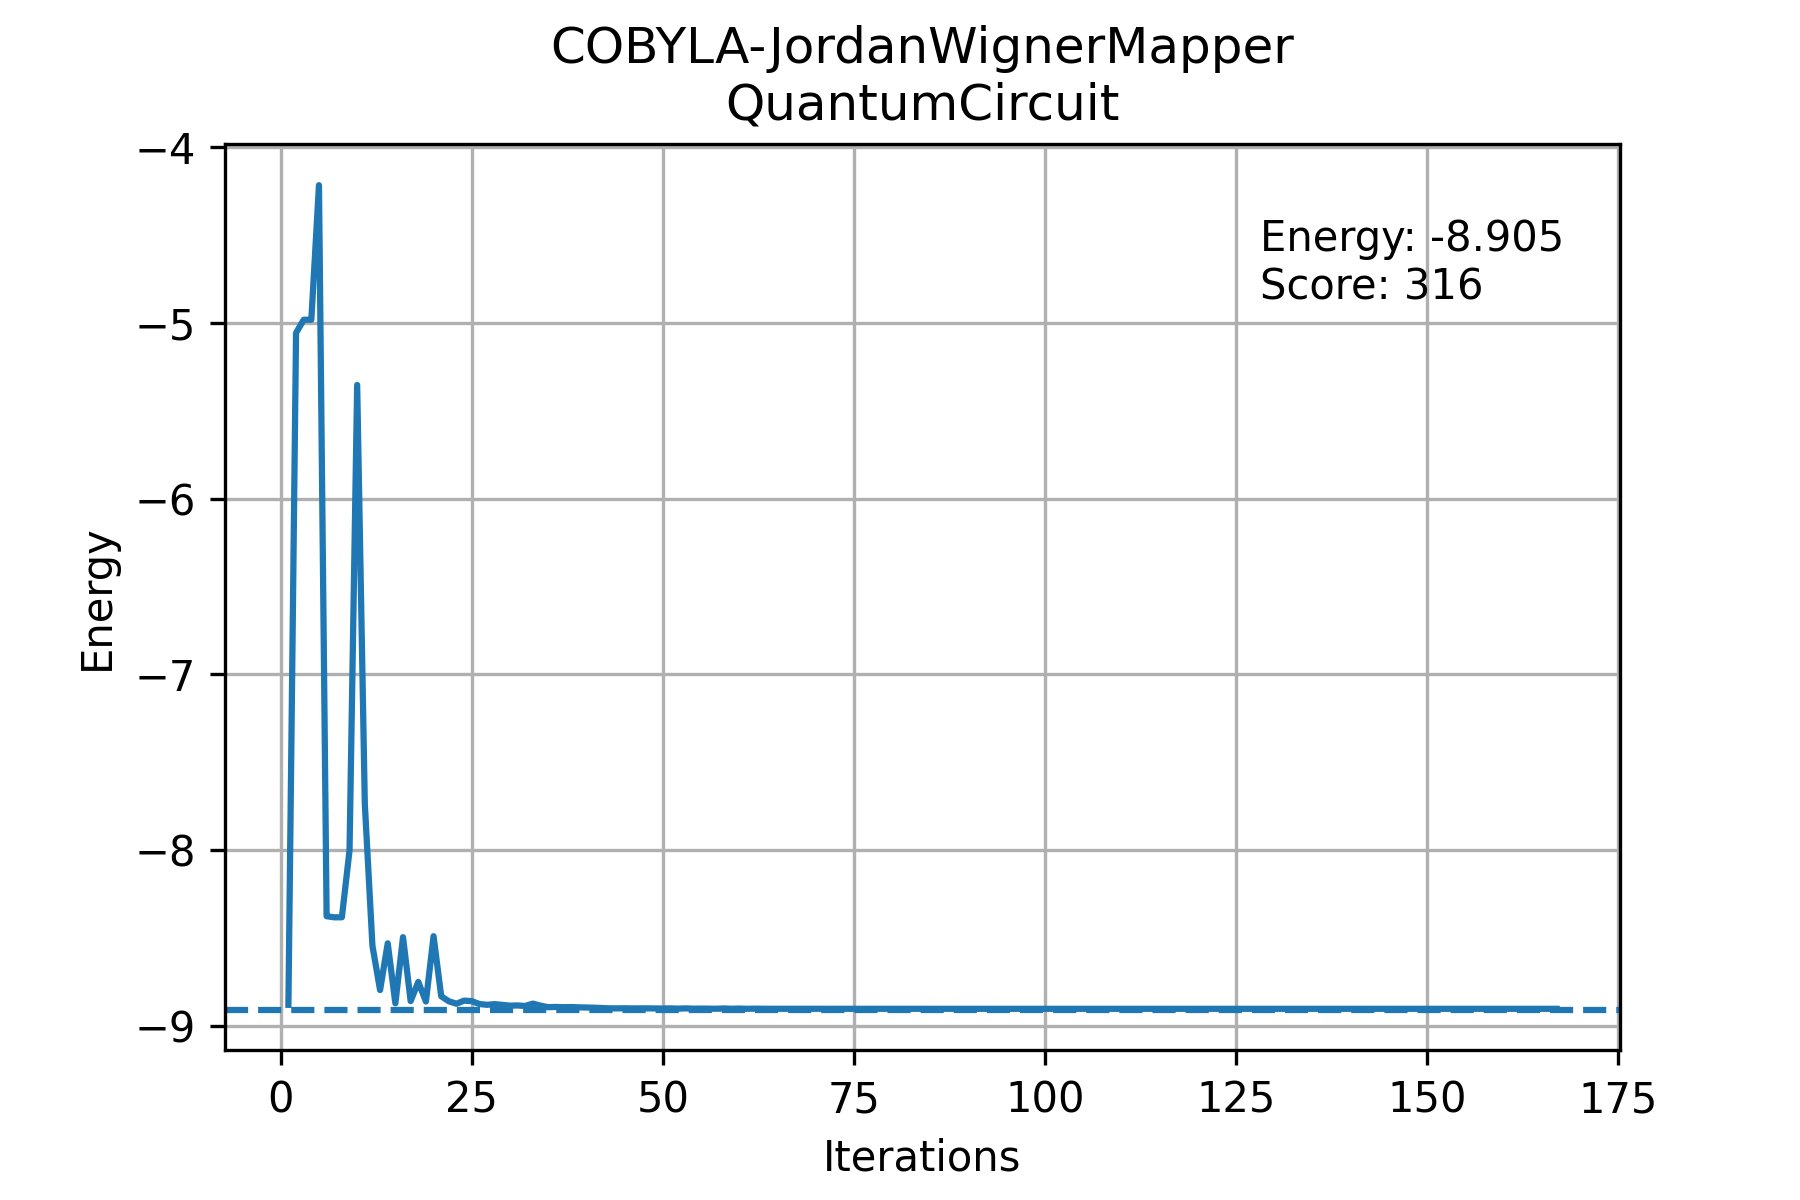 COBYLA-JordanWignerMapper
QuantumCircuit
−4
−5
−6
−7
−8
−9
Energy
Energy: -8.905
Score: 316
0 25 50 75 100 125 150 175
Iterations